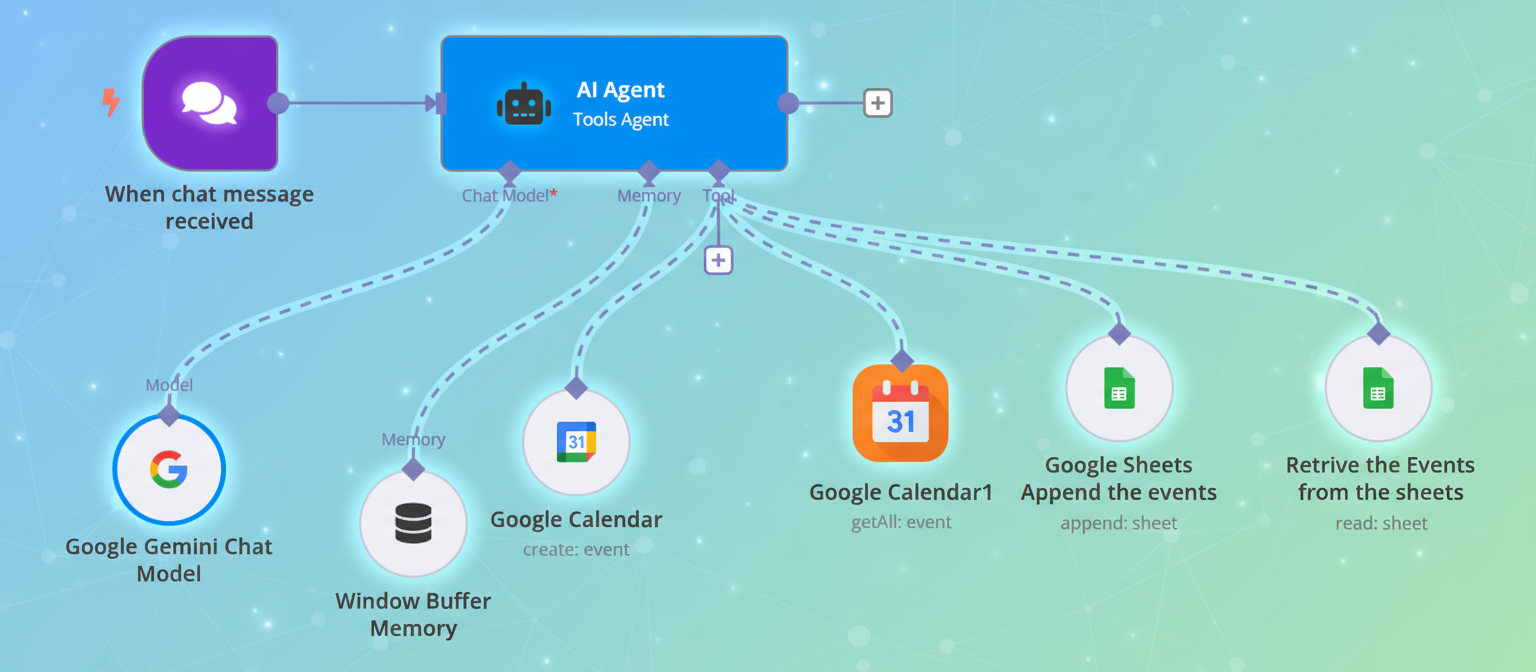 AI Agent
Tools Agent
When chat message
received
Chat Model*
Memory
Tool
Model
Google Gemini Chat
Model
Memory
Window Buffer
Memory
31
Google Calendar
create: event
31
Google Calendar1
getAll: event
Google Sheets
Append the events
append: sheet
Retrive the Events
from the sheets
read: sheet